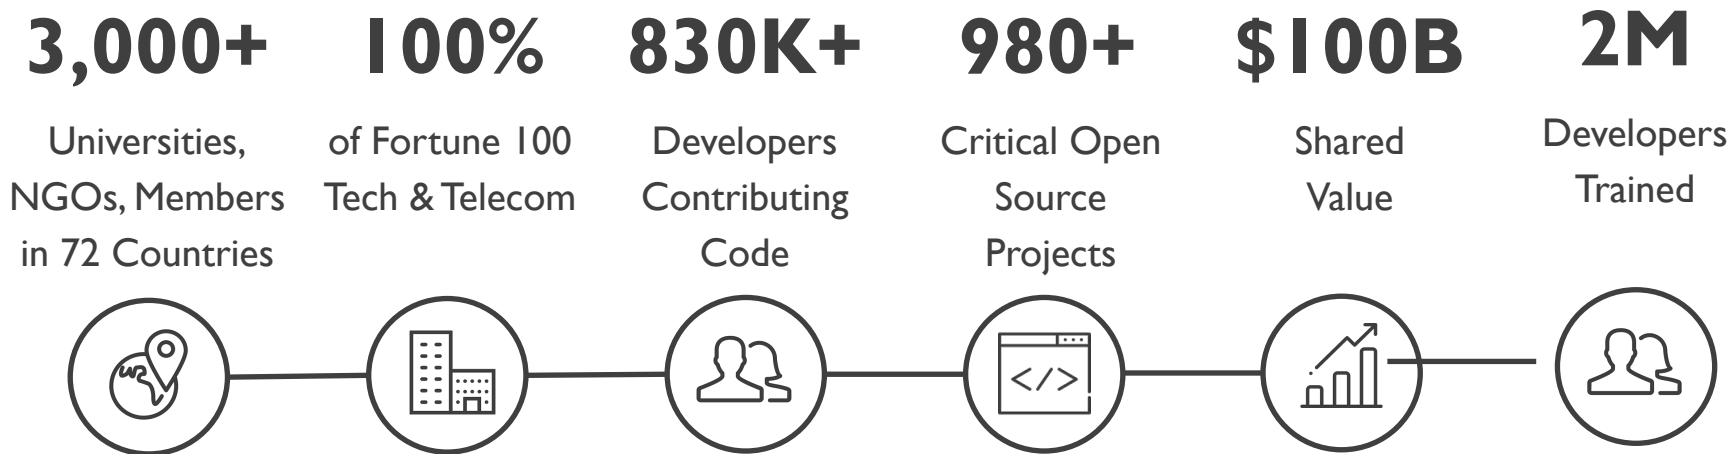 3,000+
Universities,
NGOs, Members
in 72 Countries
100%
of Fortune 100
Tech & Telecom
830K+
Developers
Contributing
Code
980+
Critical Open
Source
Projects
</>
$100B
Shared
Value
2M
Developers
Trained